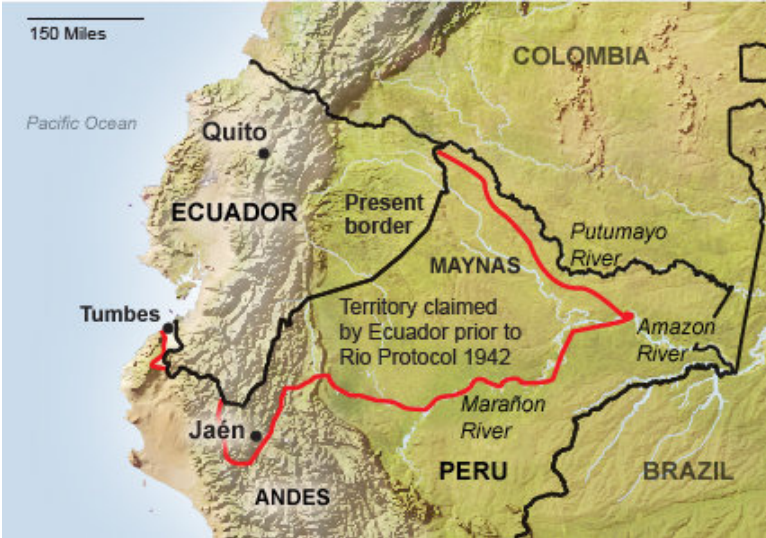 150 Miles
COLOMBIA
Pacific Ocean
Quito
Present
border
ECUADOR
Putumayo
River
MAYNAS
Tumbes
Territory claimed
by Ecuador prior to
Rio Protocol 1942
Amazon
River
Marañon
River
Jaén
PERU
BRAZIL
ANDES